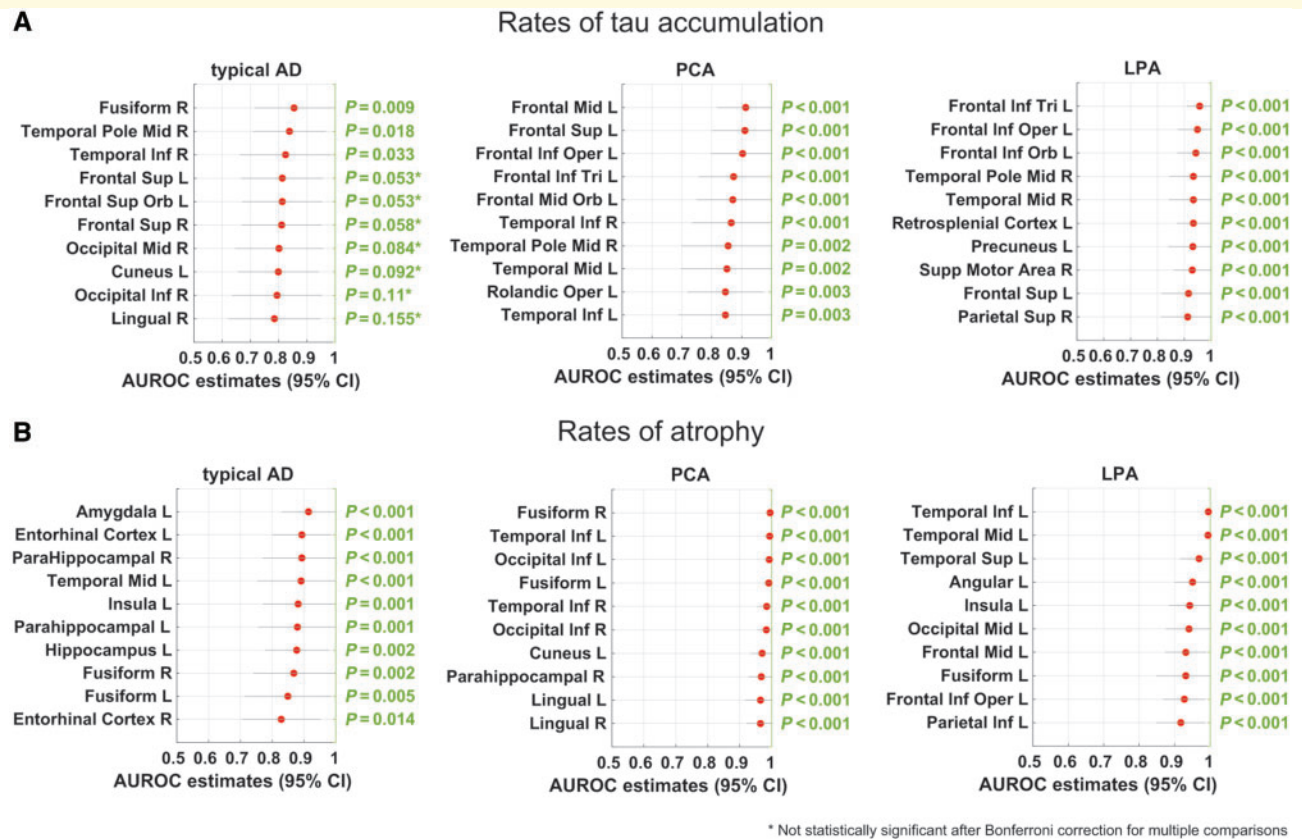 A
Rates of tau accumulation
typical AD
Fusiform R P = 0.009
Temporal Pole Mid R P = 0.018
Temporal Inf R P = 0.033
Frontal Sup L P = 0.053*
Frontal Sup Orb L P = 0.053*
Frontal Sup R P = 0.058*
Occipital Mid R P = 0.084*
Cuneus L P = 0.092*
Occipital Inf R P = 0.11*
Lingual R P = 0.155*
0.5 0.6 0.7 0.8 0.9 1
AUROC estimates (95% CI)
PCA
Frontal Mid L P < 0.001
Frontal Sup L P < 0.001
Frontal Inf Oper L P < 0.001
Frontal Inf Tri L P < 0.001
Frontal Mid Orb L P < 0.001
Temporal Inf R P < 0.001
Temporal Pole Mid R P = 0.002
Temporal Mid L P = 0.002
Rolandic Oper L P = 0.003
Temporal Inf L P = 0.003
0.5 0.6 0.7 0.8 0.9 1
AUROC estimates (95% CI)
LPA
Frontal Inf Tri L P < 0.001
Frontal Inf Oper L P < 0.001
Frontal Inf Orb L P < 0.001
Temporal Pole Mid R P < 0.001
Temporal Mid R P < 0.001
Retrosplenial Cortex L P < 0.001
Precuneus L P < 0.001
Supp Motor Area R P < 0.001
Frontal Sup L P < 0.001
Parietal Sup R P < 0.001
0.5 0.6 0.7 0.8 0.9 1
AUROC estimates (95% CI)
B
Rates of atrophy
typical AD
Amygdala L P < 0.001
Entorhinal Cortex L P < 0.001
ParaHippocampal R P < 0.001
Temporal Mid L P < 0.001
Insula L P = 0.001
Parahippocampal L P = 0.001
Hippocampus L P = 0.002
Fusiform R P = 0.002
Fusiform L P = 0.005
Entorhinal Cortex R P = 0.014
0.5 0.6 0.7 0.8 0.9 1
AUROC estimates (95% CI)
PCA
Fusiform R P < 0.001
Temporal Inf L P < 0.001
Occipital Inf L P < 0.001
Fusiform L P < 0.001
Temporal Inf R P < 0.001
Occipital Inf R P < 0.001
Cuneus L P < 0.001
Parahippocampal R P < 0.001
Lingual L P < 0.001
Lingual R P < 0.001
0.5 0.6 0.7 0.8 0.9 1
AUROC estimates (95% CI)
LPA
Temporal Inf L P < 0.001
Temporal Mid L P < 0.001
Temporal Sup L P < 0.001
Angular L P < 0.001
Insula L P < 0.001
Occipital Mid L P < 0.001
Frontal Mid L P < 0.001
Fusiform L P < 0.001
Frontal Inf Oper L P < 0.001
Parietal Inf L P < 0.001
0.5 0.6 0.7 0.8 0.9 1
AUROC estimates (95% CI)
* Not statistically significant after Bonferroni correction for multiple comparisons